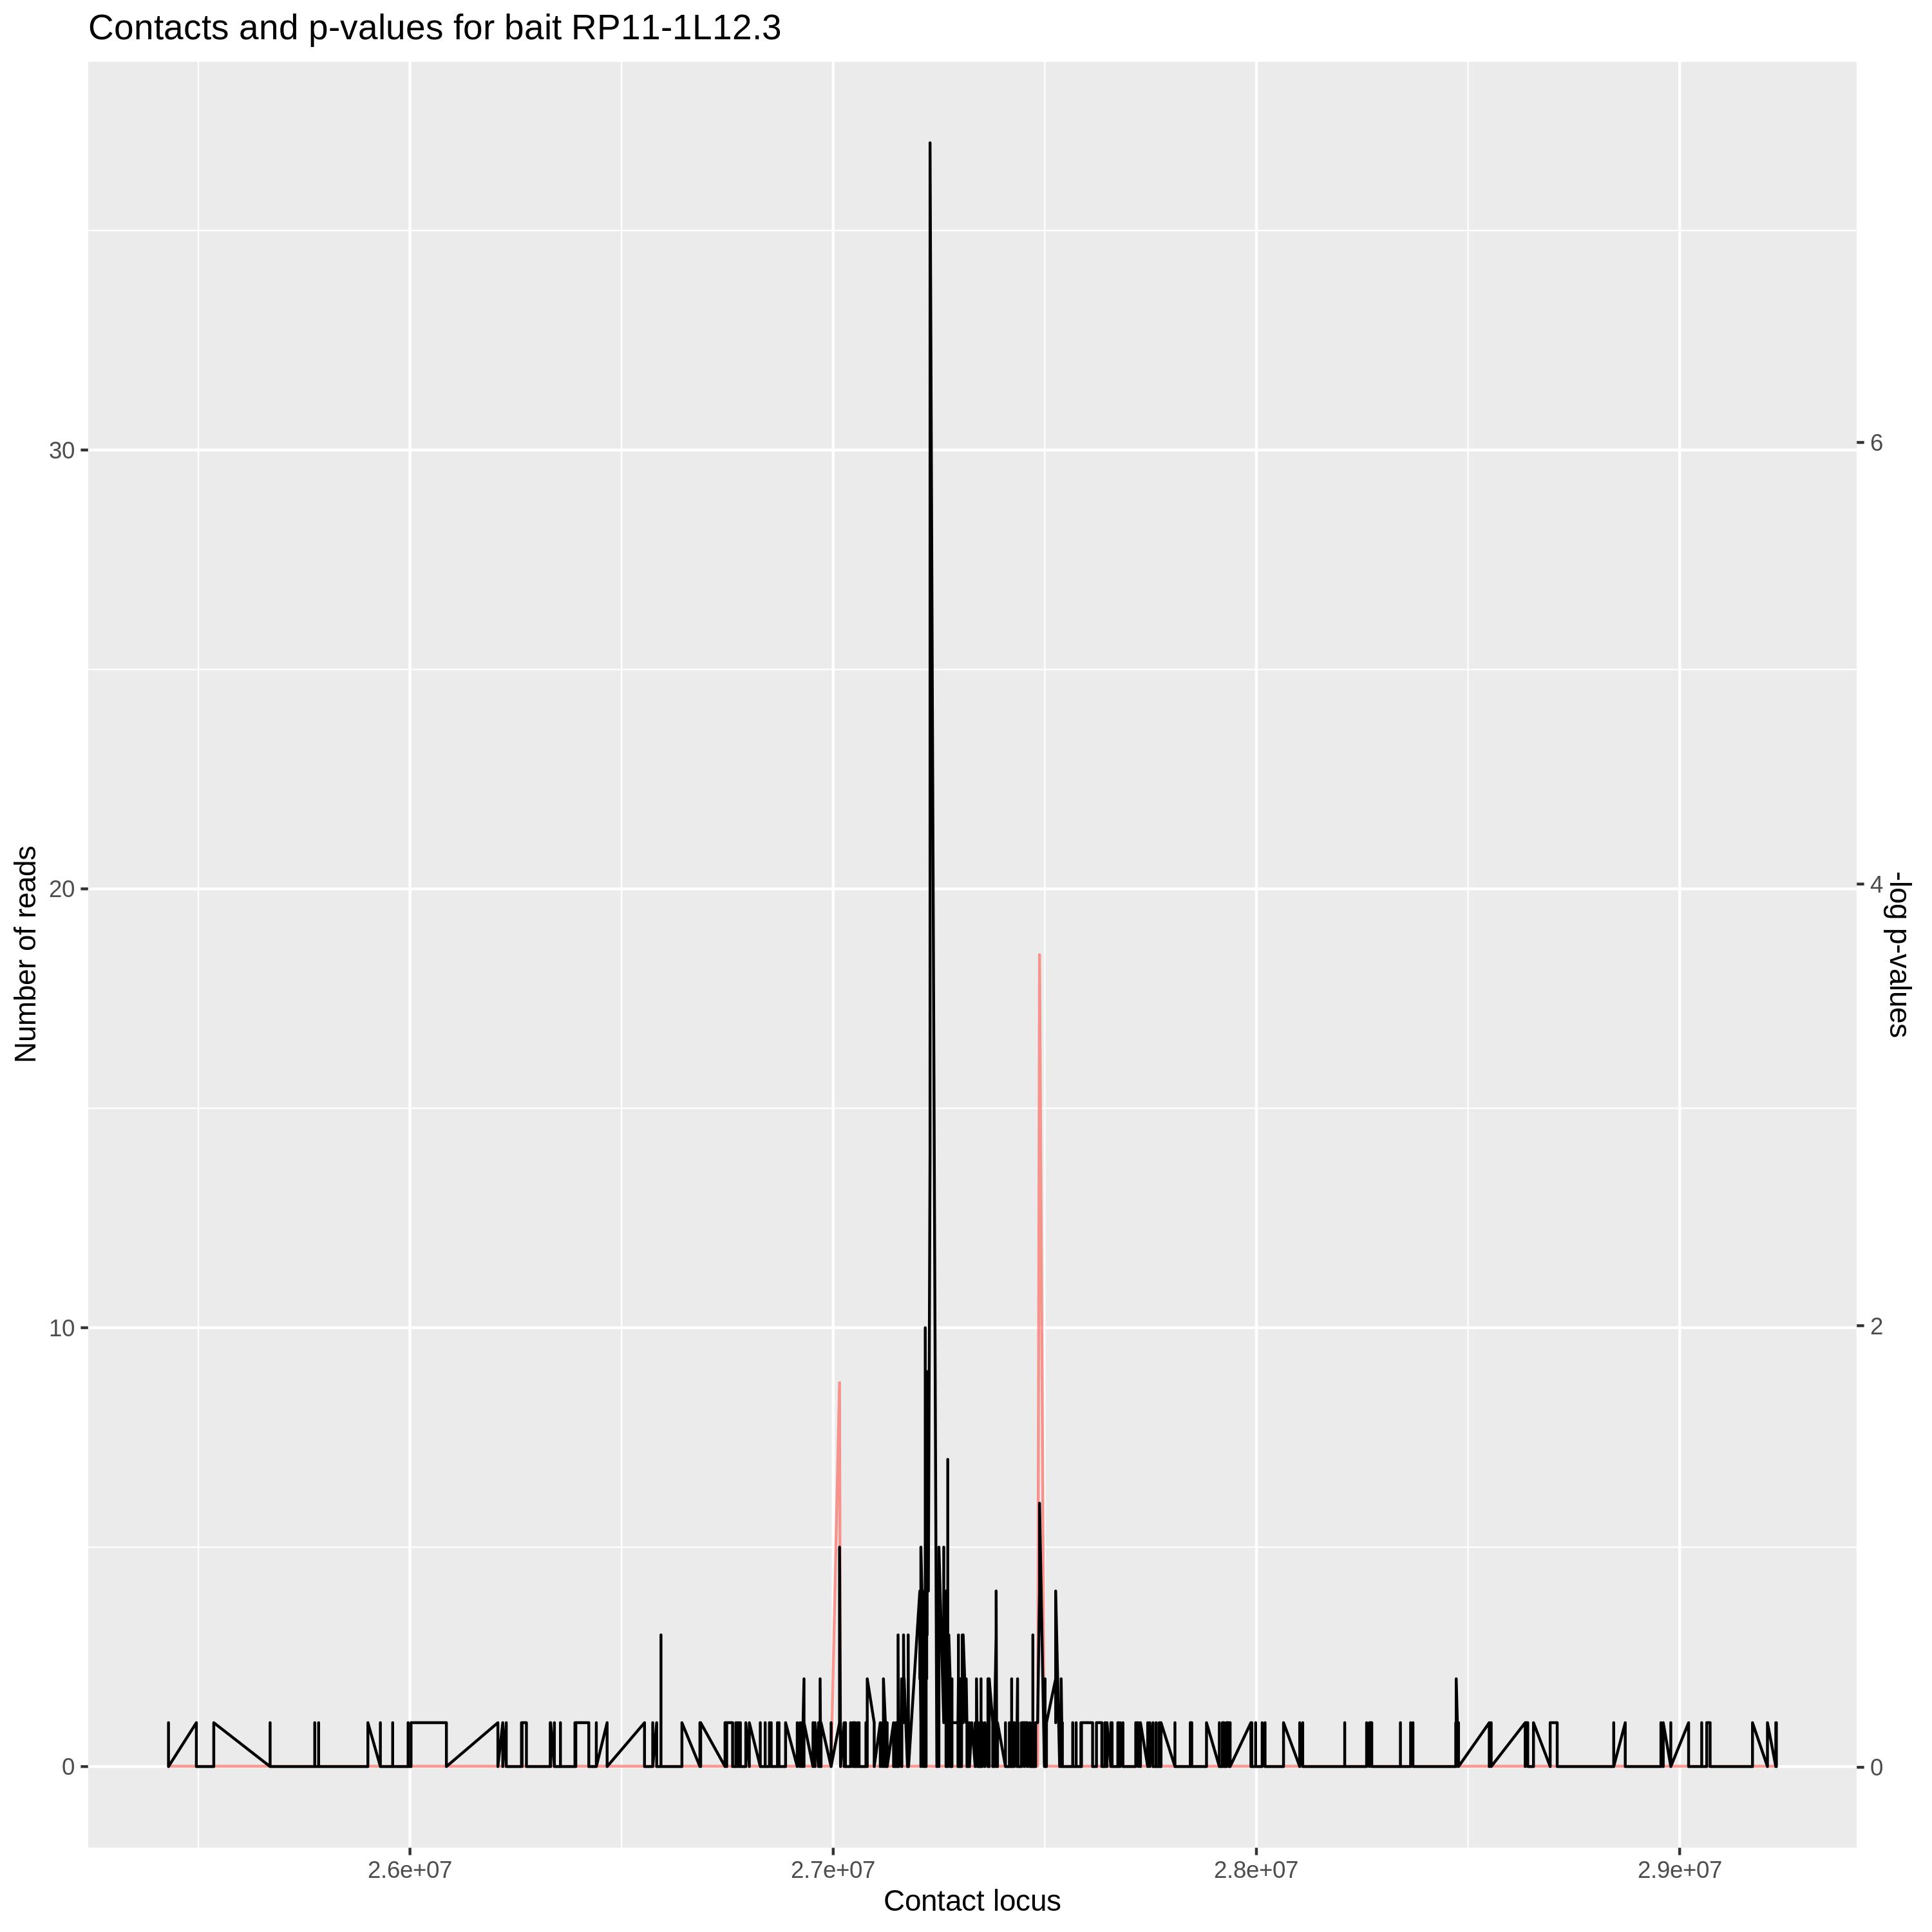 Contacts and p-values for bait RP11-1L12.3
Number of reads
30
20
10
0
6
4
2
0
-log p-values
2.6e+07
2.7e+07
2.8e+07
2.9e+07
Contact locus